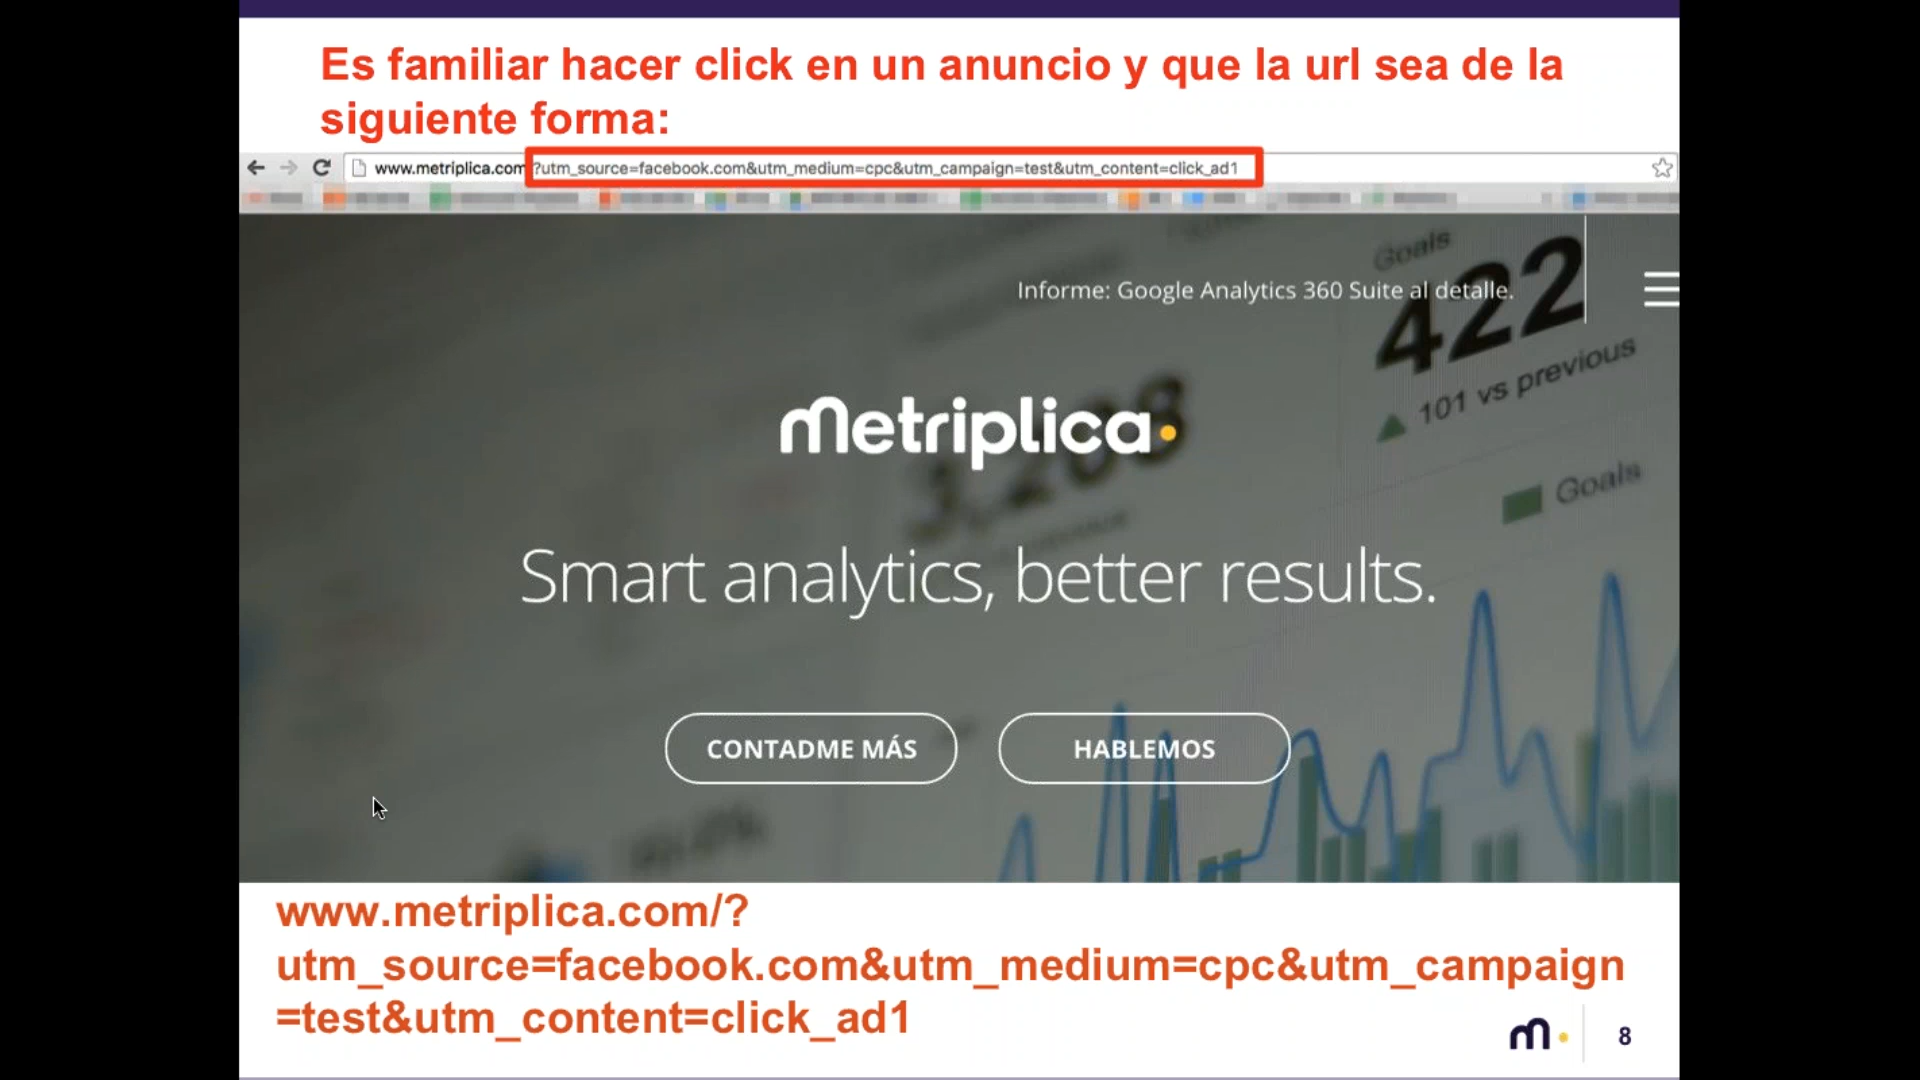 Es familiar hacer click en un anuncio y que la url sea de la
siguiente forma:
www.metriplica.com/?utm_source=facebook.com&utm_medium=cpc&utm_campaign=test&utm_content=click_ad1
Goals
Informe: Google Analytics 360 Suite al detalle.
422
101 vs previous
metriplica
3,268
Goals
Smart analytics, better results.
CONTADME MÁS
HABLEMOS
www.metriplica.com/?
utm_source=facebook.com&utm_medium=cpc&utm_campaign
=test&utm_content=click_ad1
m
8